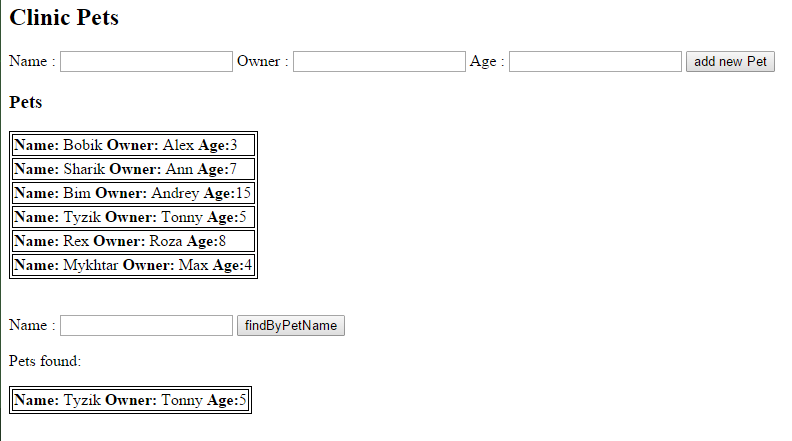 Clinic Pets
Name : Owner : Age : add new Pet
Pets
Name: Bobik Owner: Alex Age:3
Name: Sharik Owner: Ann Age:7
Name: Bim Owner: Andrey Age:15
Name: Tyzik Owner: Tonny Age:5
Name: Rex Owner: Roza Age:8
Name: Mykhtar Owner: Max Age:4
Name : findByPetName
Pets found:
Name: Tyzik Owner: Tonny Age:5